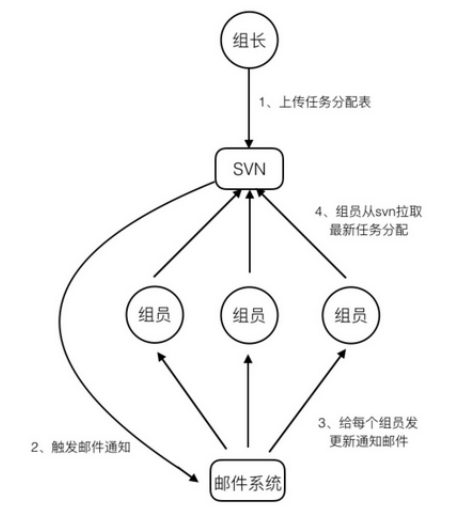 组长
1、上传任务分配表
SVN
4、组员从svn拉取
最新任务分配
组员
组员
组员
3、给每个组员发
更新通知邮件
2、触发邮件通知
邮件系统